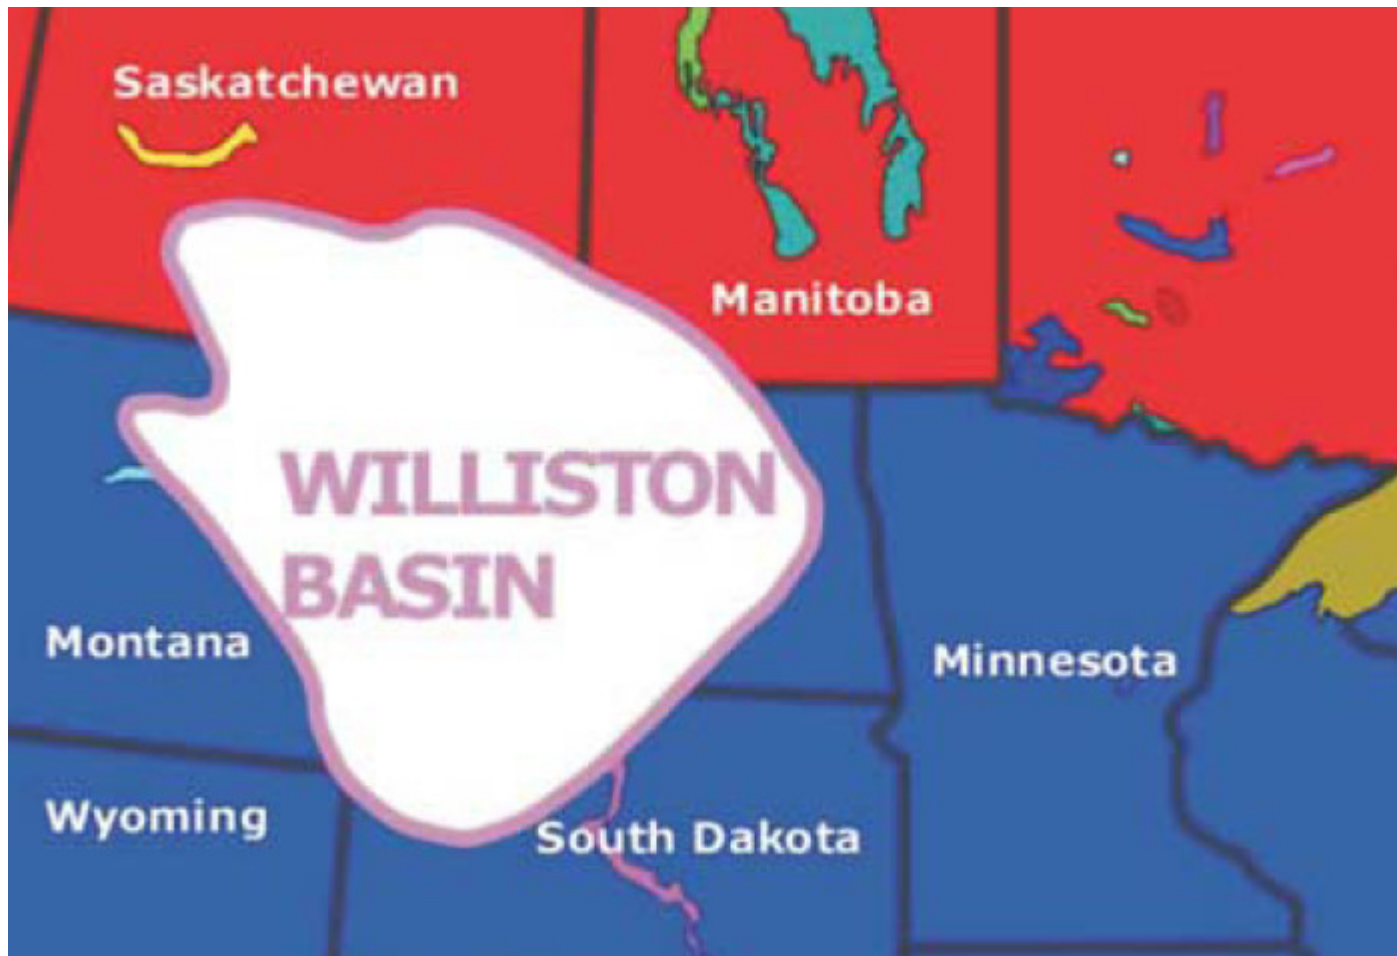 Saskatchewan
Manitoba
WILLISTON
BASIN
Montana
Minnesota
Wyoming
South Dakota